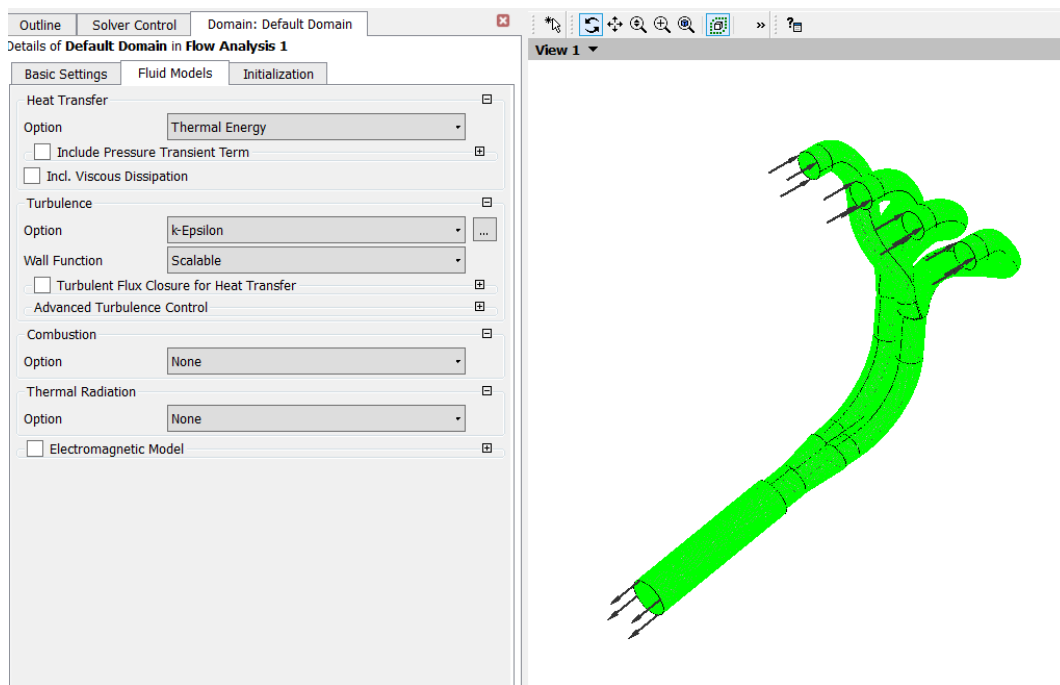 Outline Solver Control Domain: Default Domain
Details of Default Domain in Flow Analysis 1
Basic Settings Fluid Models Initialization
Heat Transfer
Option Thermal Energy
Include Pressure Transient Term
Incl. Viscous Dissipation
Turbulence
Option k-Epsilon ...
Wall Function Scalable
Turbulent Flux Closure for Heat Transfer
Advanced Turbulence Control
Combustion
Option None
Thermal Radiation
Option None
Electromagnetic Model
» ?
View 1